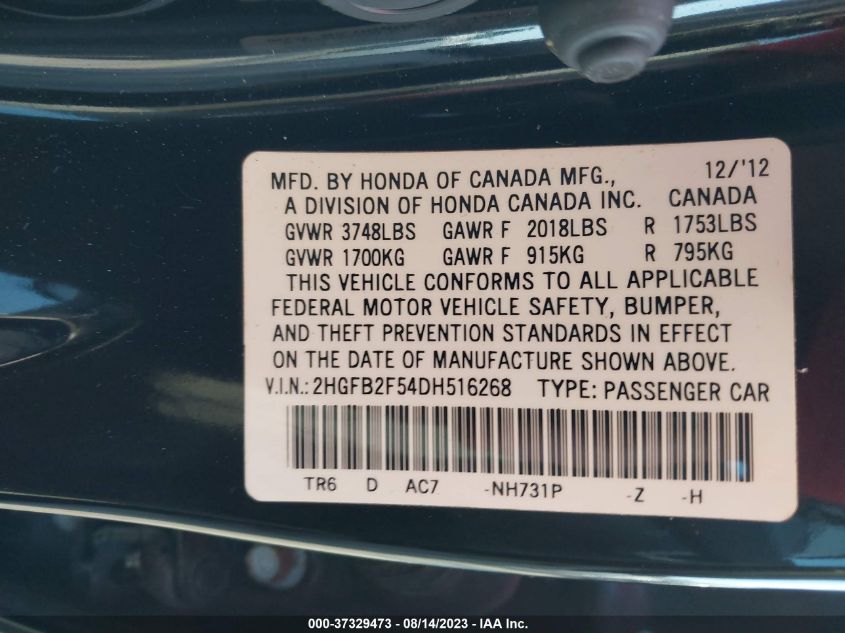 12/'12
MFD. BY HONDA OF CANADA MFG.,
A DIVISION OF HONDA CANADA INC. CANADA
GVWR 3748LBS GAWR F 2018LBS R 1753LBS
GVWR 1700KG GAWR F 915KG R 795KG
THIS VEHICLE CONFORMS TO ALL APPLICABLE
FEDERAL MOTOR VEHICLE SAFETY, BUMPER,
AND THEFT PREVENTION STANDARDS IN EFFECT
ON THE DATE OF MANUFACTURE SHOWN ABOVE.
V.I.N.: 2HGFB2F54DH516268 TYPE: PASSENGER CAR
TR6 D AC7 -NH731P -Z -H
000-37329473 - 08/14/2023 - IAA Inc.